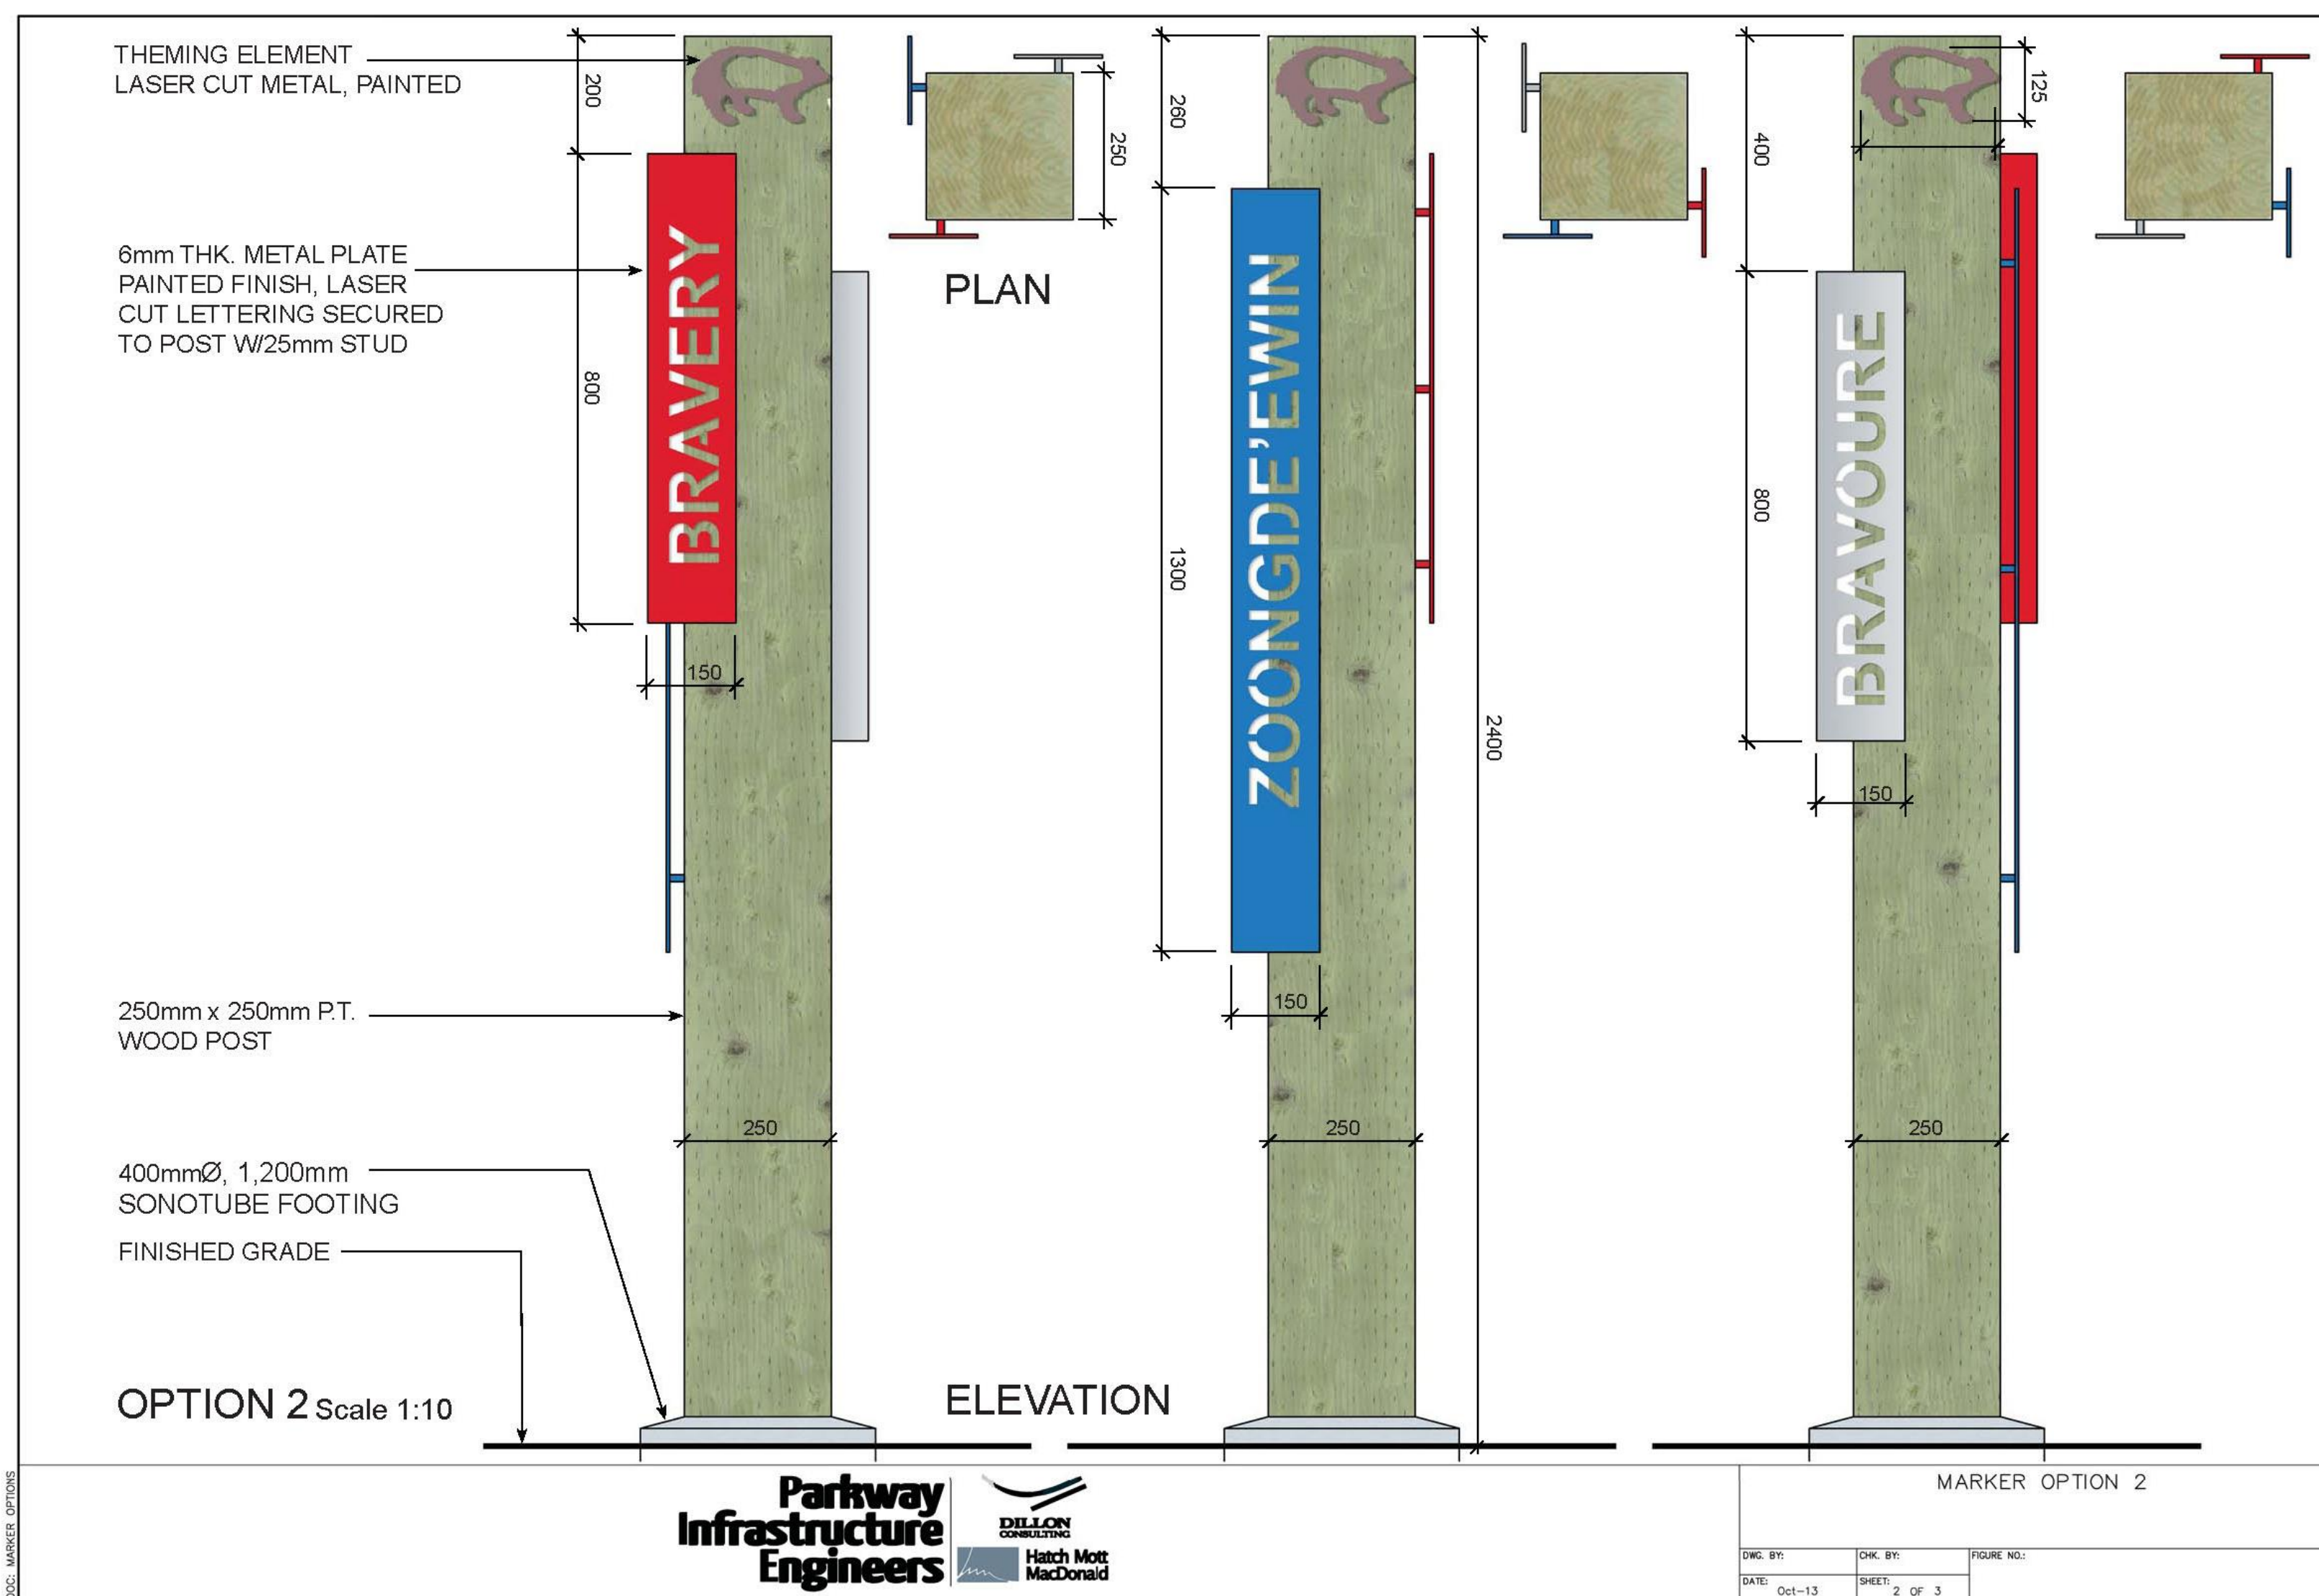 THEMING ELEMENT
LASER CUT METAL, PAINTED
6mm THK. METAL PLATE
PAINTED FINISH, LASER
CUT LETTERING SECURED
TO POST W/25mm STUD
250mm x 250mm P.T.
WOOD POST
400mmØ, 1,200mm
SONOTUBE FOOTING
FINISHED GRADE
OPTION 2 Scale 1:10
200
800
BRAVERY
150
250
250
PLAN
ELEVATION
260
1300
ZOONGDE'EWIN
150
250
2400
400
800
125
BRAVOURE
150
250
DOC: MARKER OPTIONS
Parkway
Infrastructure
Engineers
DILLON
CONSULTING
Hatch Mott
MacDonald
MARKER OPTION 2
DWG. BY:
CHK. BY:
FIGURE NO.:
DATE:
Oct-13
SHEET:
2 OF 3